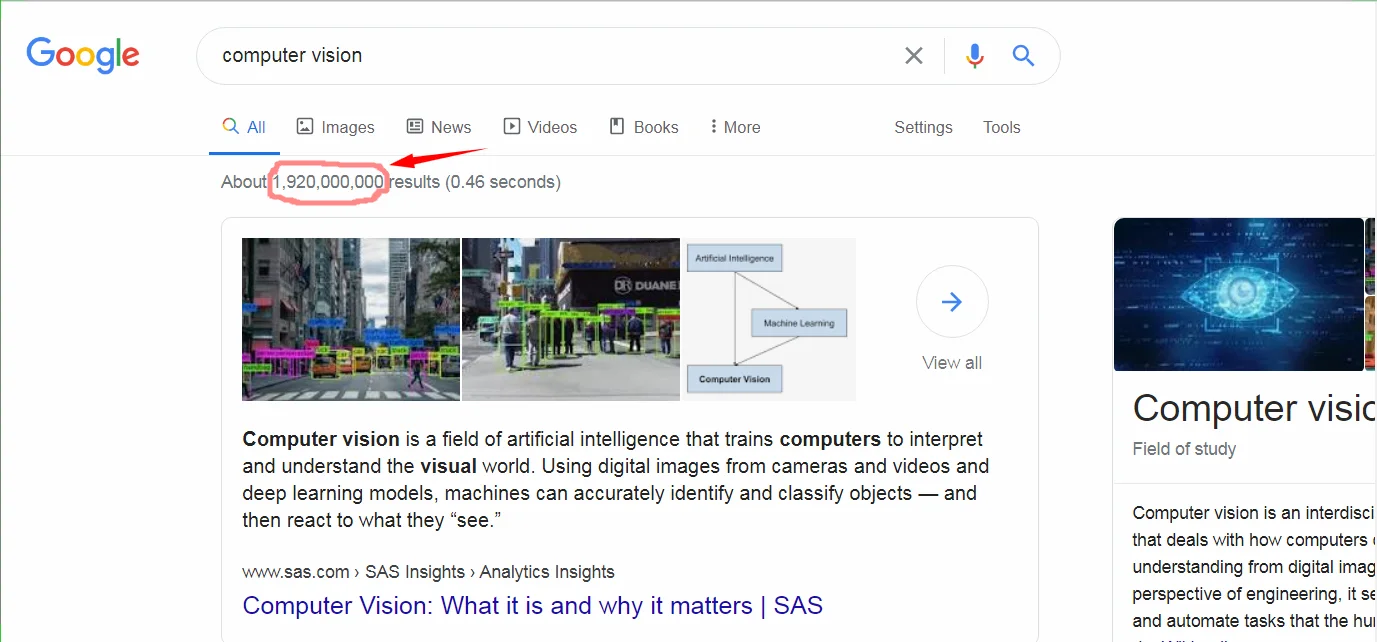 Google
computer vision
All Images News Videos Books More Settings Tools
About 1,920,000,000 results (0.46 seconds)
DR DUANE
Artificial Intelligence
Machine Learning
Computer Vision
View all
Computer vision is a field of artificial intelligence that trains computers to interpret
and understand the visual world. Using digital images from cameras and videos and
deep learning models, machines can accurately identify and classify objects — and
then react to what they “see.”
www.sas.com › SAS Insights › Analytics Insights
Computer Vision: What it is and why it matters | SAS
Computer visio
Field of study
Computer vision is an interdisci
that deals with how computers
understanding from digital imag
perspective of engineering, it se
and automate tasks that the hu